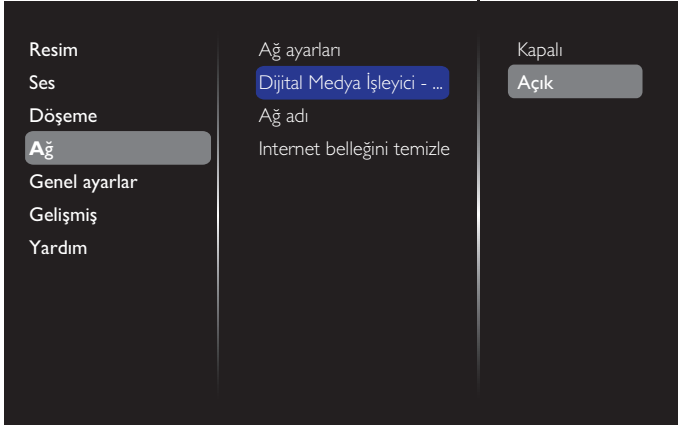 Resim
Ses
Döşeme
Ağ
Genel ayarlar
Gelişmiş
Yardım
Ağ ayarları
Dijital Medya İşleyici - ...
Ağ adı
Internet belleğini temizle
Kapalı
Açık